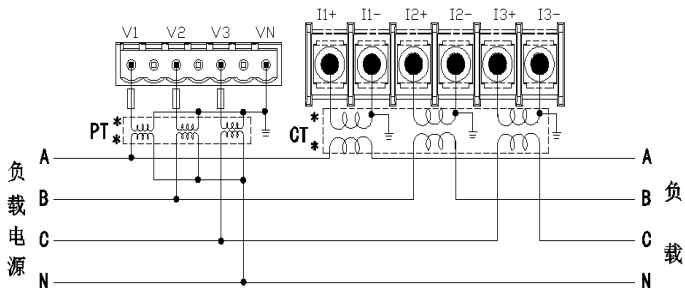 V1 V2 V3 VN I1+ I1- I2+ I2- I3+ I3-
PT * * CT * *
负载电源
A A
B B
C C
N N
负载